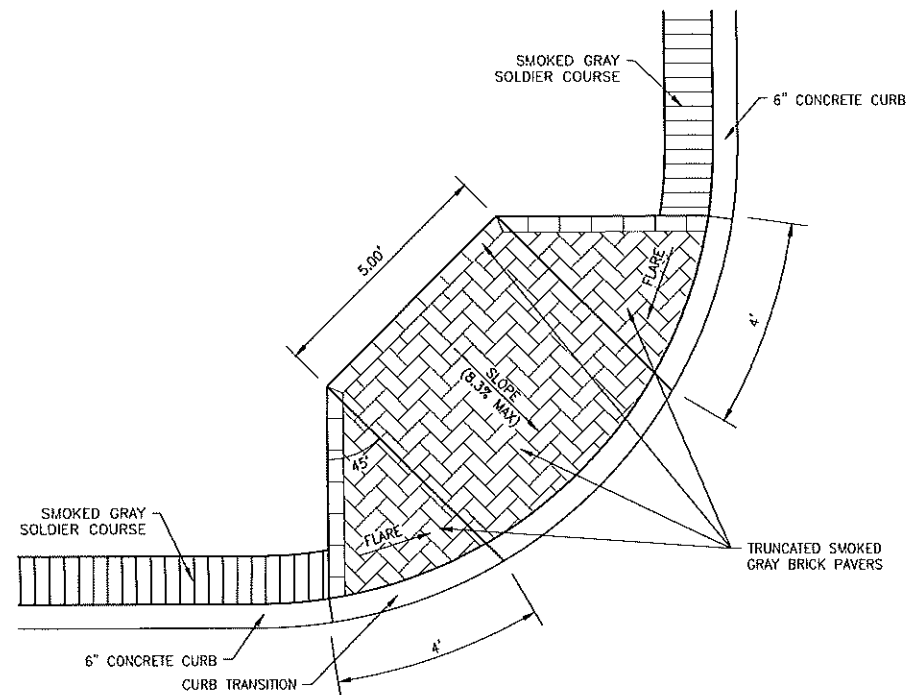 SMOKED GRAY
SOLDIER COURSE
6" CONCRETE CURB
5.00'
FLARE
4'
SLOPE
(8.3% MAX)
45°
SMOKED GRAY
SOLDIER COURSE
FLARE
TRUNCATED SMOKED
GRAY BRICK PAVERS
4'
6" CONCRETE CURB
CURB TRANSITION